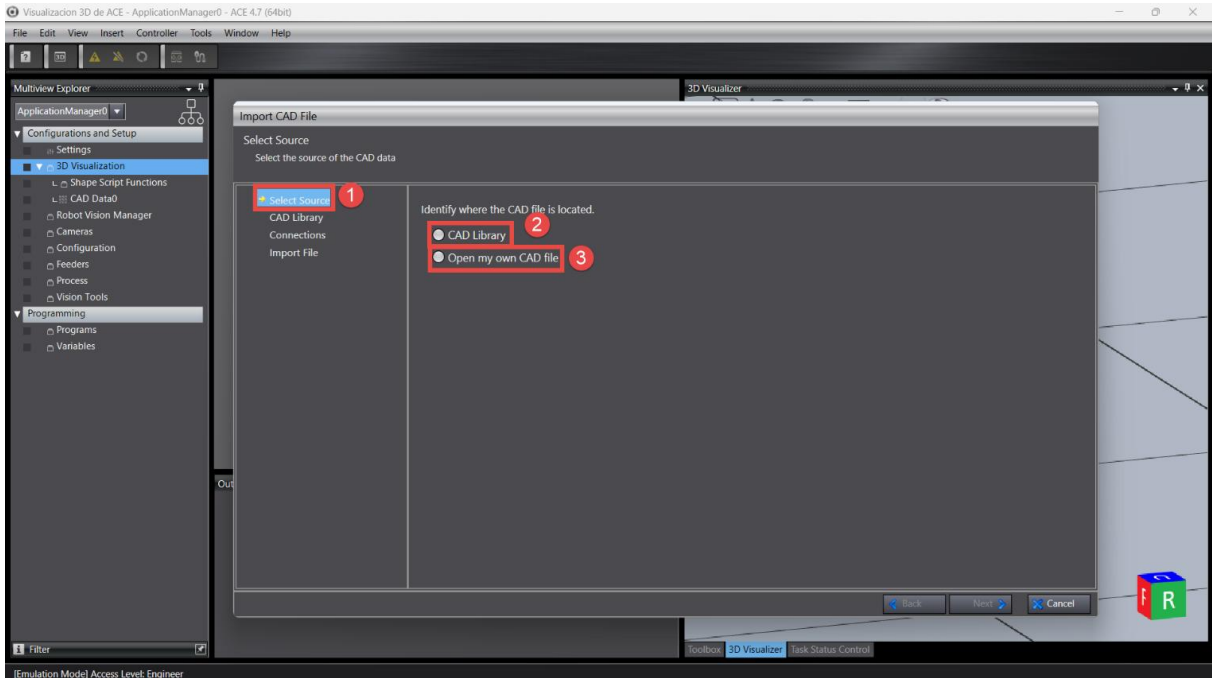 Visualizacion 3D de ACE - ApplicationManager0 - ACE 4.7 (64bit)
File Edit View Insert Controller Tools Window Help
Multiview Explorer
ApplicationManager0
Configurations and Setup
Settings
3D Visualization
Shape Script Functions
CAD Data0
Robot Vision Manager
Cameras
Configuration
Feeders
Process
Vision Tools
Programming
Programs
Variables
Filter
3D Visualizer
Import CAD File
Select Source
Select the source of the CAD data
Select Source 1
CAD Library
Connections
Import File
Identify where the CAD file is located.
CAD Library 2
Open my own CAD file 3
Back Next Cancel
Out
R
Toolbox 3D Visualizer Task Status Control
[Emulation Mode] Access Level: Engineer